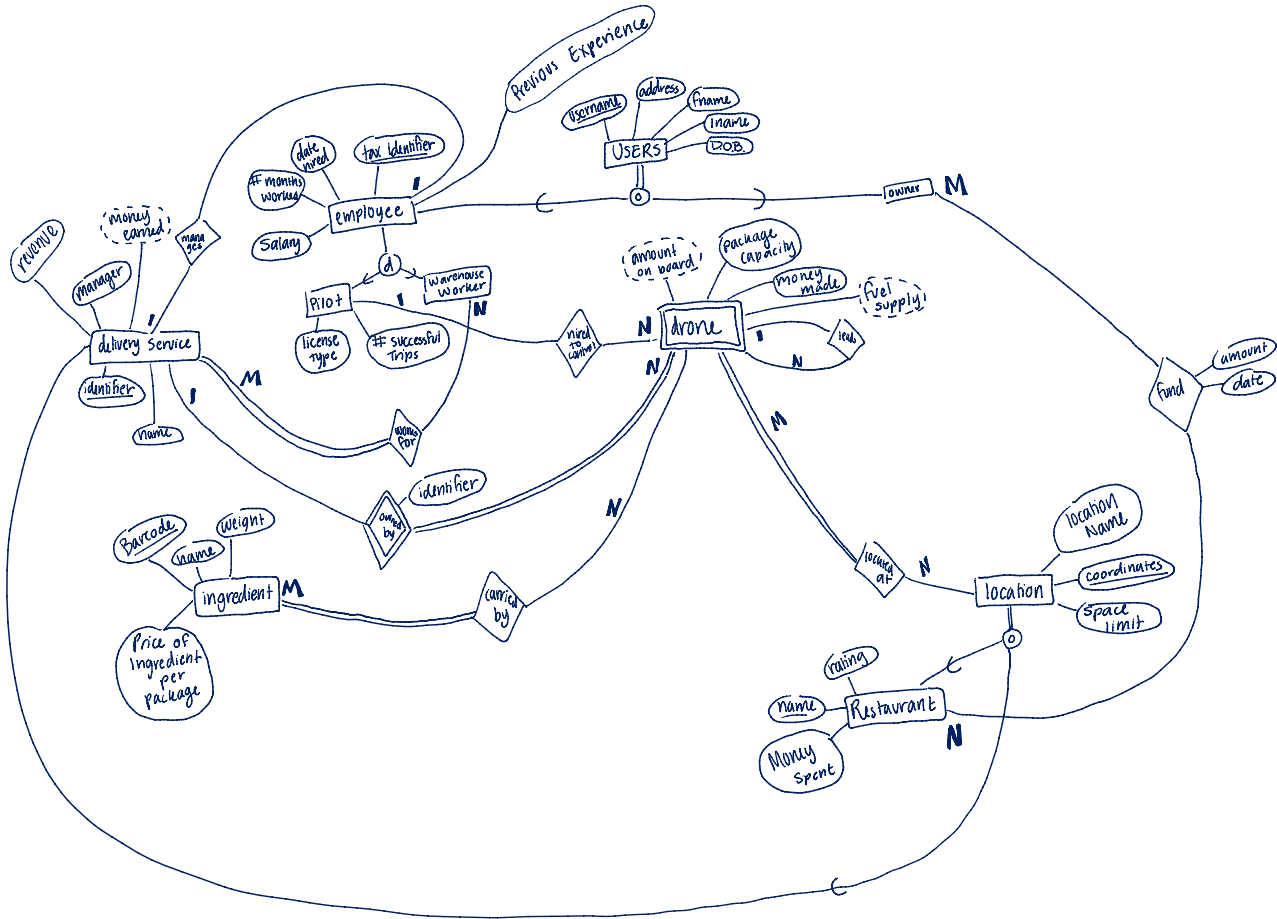 Previous Experience
address
username
fname
lname
D.O.B.
USERS
date
hired
tax identifier
# months
worked
1
employee
o
owner
M
Salary
money
earned
revenue
mana
ges
manager
d
Pilot
warehouse
worker
1
N
license
type
# Successful
Trips
amount
on board
package
capacity
money
made
fuel
supply
drone
N
N
1
N
leads
hired
to
control
1
delivery Service
identifier
name
M
1
works
for
owned
by
identifier
M
N
amount
date
fund
Barcode
name
weight
ingredient
M
Price of
Ingredient
per
package
carried
by
located
at
N
location
Name
coordinates
space
limit
location
o
rating
name
Restaurant
Money
spent
N